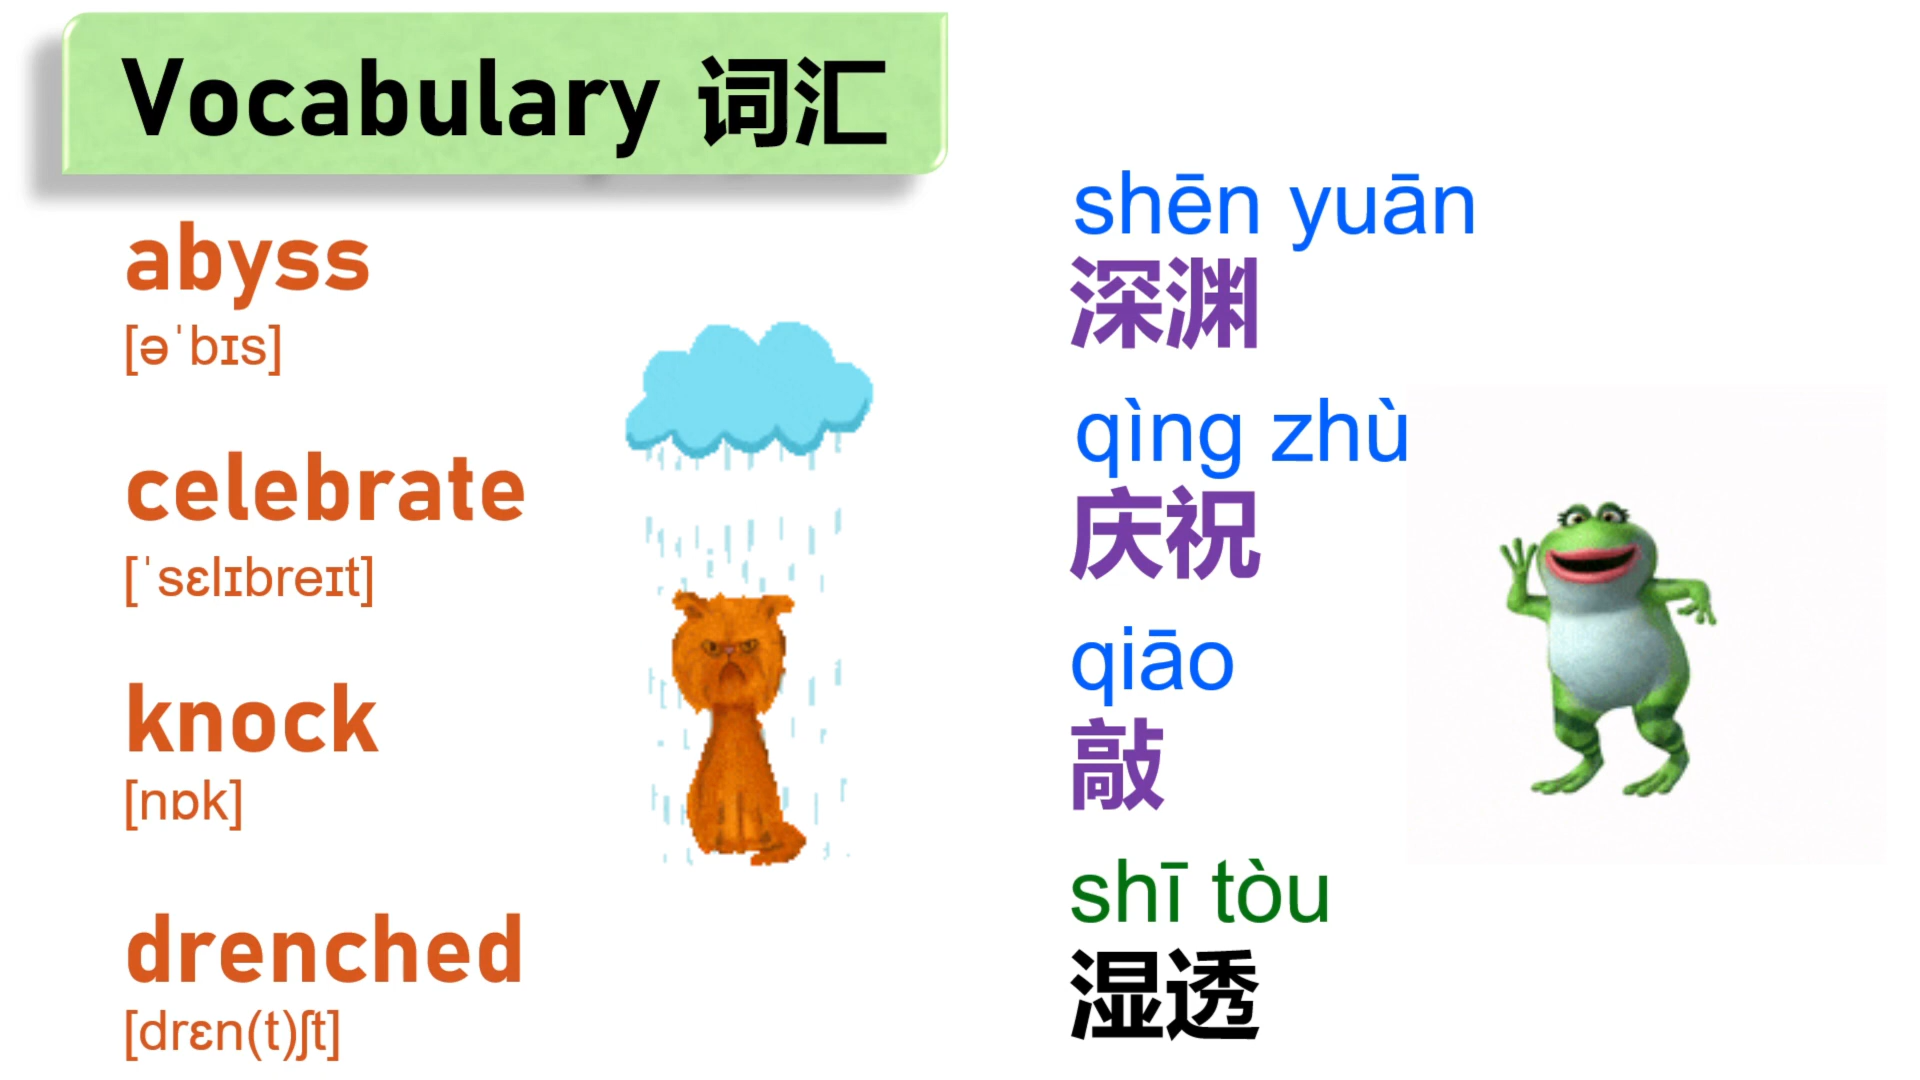 Vocabulary 词汇
abyss
[əˈbɪs]
celebrate
[ˈsɛlɪbreɪt]
knock
[nɒk]
drenched
[drɛn(t)ʃt]
shēn yuān
深渊
qìng zhù
庆祝
qiāo
敲
shī tòu
湿透